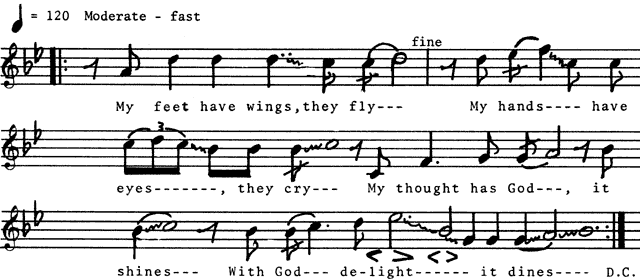 = 120 Moderate - fast
fine
My feet have wings, they fly--- My hands---- have
3
eyes-------, they cry--- My thought has God---, it
shines--- With God--- de-light------ it dines---- D.C.